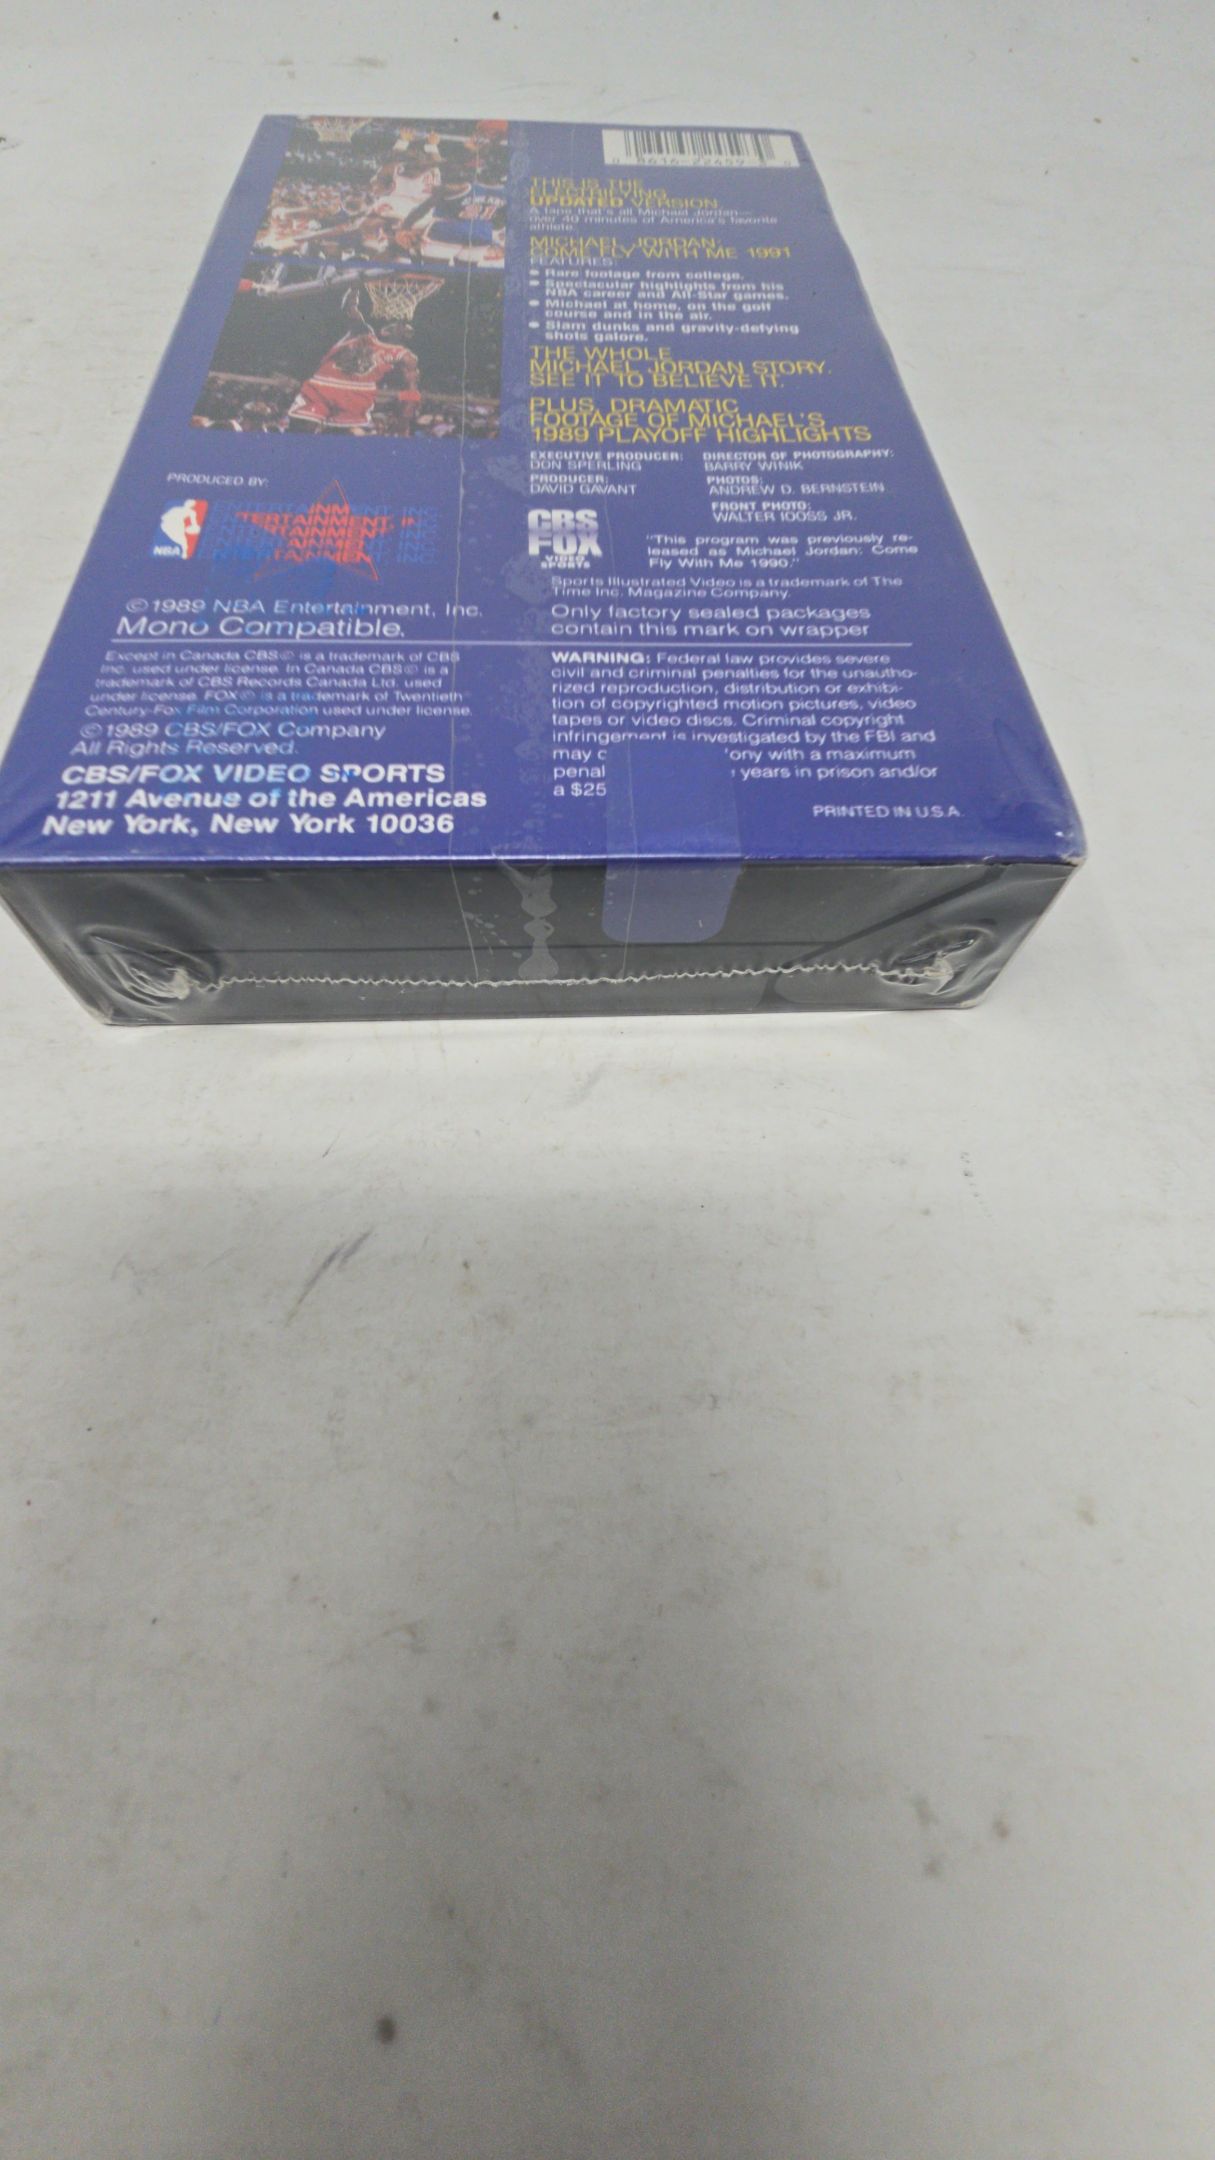 THIS IS THE
ELECTRIFYING
UPDATED VERSION.
A tape that's all Michael Jordan—
over 40 minutes of America's favorite
athlete.
MICHAEL JORDAN:
COME FLY WITH ME 1991
FEATURES:
• Rare footage from college.
• Spectacular highlights from his
NBA career and All-Star games.
• Michael at home, on the golf
course and in the air.
• Slam dunks and gravity-defying
shots galore.
THE WHOLE
MICHAEL JORDAN STORY.
SEE IT TO BELIEVE IT.
PLUS, DRAMATIC
FOOTAGE OF MICHAEL'S
1989 PLAYOFF HIGHLIGHTS
EXECUTIVE PRODUCER:
DON SPERLING
PRODUCER:
DAVID GAVANT
DIRECTOR OF PHOTOGRAPHY:
BARRY WINIK
PHOTOS:
ANDREW D. BERNSTEIN
FRONT PHOTO:
WALTER IOOSS JR.
CBS
FOX
VIDEO
SPORTS
"This program was previously re-
leased as Michael Jordan: Come
Fly With Me 1990."
Sports Illustrated Video is a trademark of The
Time Inc. Magazine Company.
Only factory sealed packages
contain this mark on wrapper
PRODUCED BY:
NBA
ENTERTAINMENT, INC.
©1989 NBA Entertainment, Inc.
Mono Compatible.
Except in Canada CBS® is a trademark of CBS
Inc. used under license. In Canada CBS® is a
trademark of CBS Records Canada Ltd. used
under license. FOX® is a trademark of Twentieth
Century-Fox Film Corporation used under license.
©1989 CBS/FOX Company
All Rights Reserved.
CBS/FOX VIDEO SPORTS
1211 Avenue of the Americas
New York, New York 10036
WARNING: Federal law provides severe
civil and criminal penalties for the unautho-
rized reproduction, distribution or exhibi-
tion of copyrighted motion pictures, video
tapes or video discs. Criminal copyright
infringement is investigated by the FBI and
may c ony with a maximum
penal years in prison and/or
a $25
PRINTED IN U.S.A.